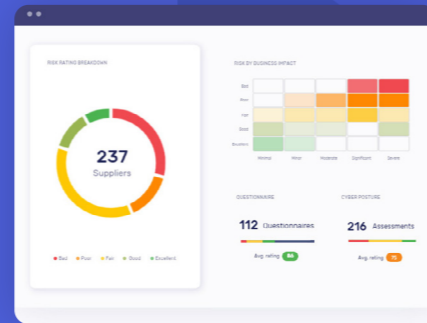 RISK RATING BREAKDOWN
237
Suppliers
Bad Poor Fair Good Excellent
RISK BY BUSINESS IMPACT
Bad
Poor
Fair
Good
Excellent
Minimal Minor Moderate Significant Severe
QUESTIONNAIRE
112 Questionnaires
Avg. rating
CYBER POSTURE
216 Assessments
Avg. rating 75